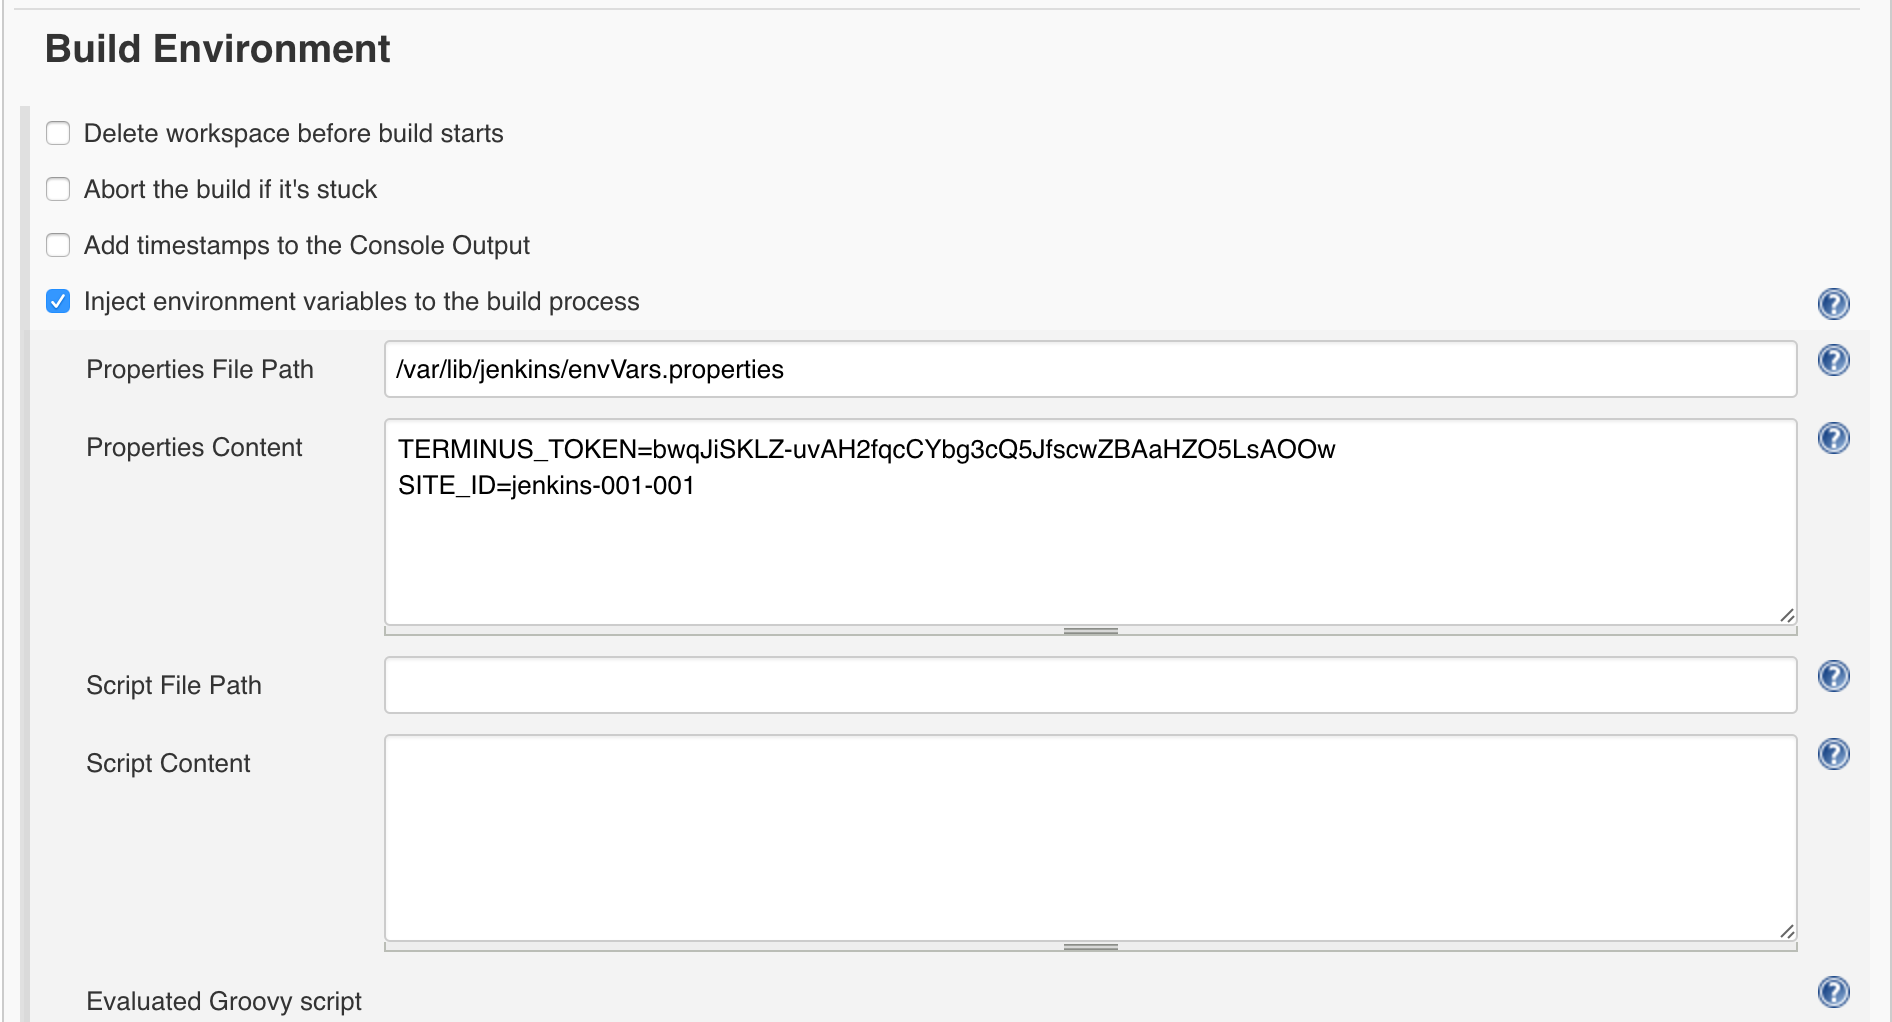 Build Environment
Delete workspace before build starts
Abort the build if it's stuck
Add timestamps to the Console Output
Inject environment variables to the build process
?
Properties File Path
/var/lib/jenkins/envVars.properties
?
Properties Content
TERMINUS_TOKEN=bwqJiSKLZ-uvAH2fqcCYbg3cQ5JfscwZBAaHZO5LsAOOw
SITE_ID=jenkins-001-001
?
Script File Path
?
Script Content
?
Evaluated Groovy script
?